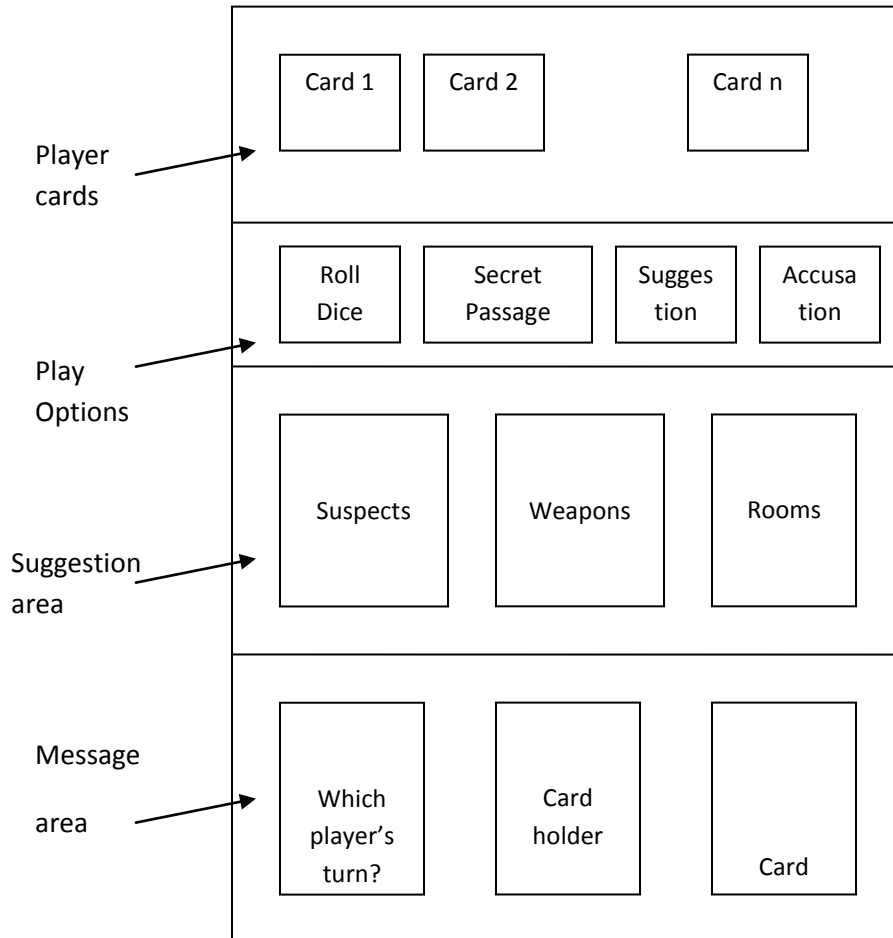 Card 1
Card 2
Card n
Player
cards
Roll
Dice
Secret
Passage
Sugges
tion
Accusa
tion
Play
Options
Suspects
Weapons
Rooms
Suggestion
area
Message
area
Which
player’s
turn?
Card
holder
Card